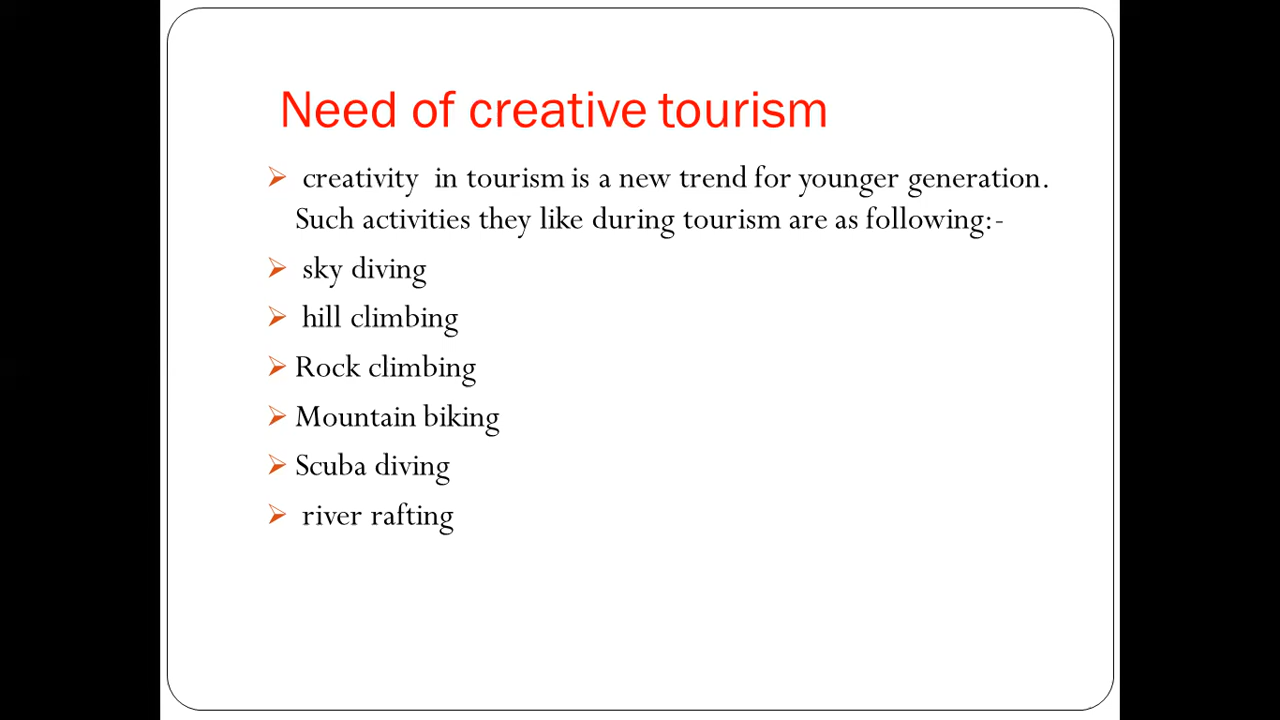 Need of creative tourism
creativity in tourism is a new trend for younger generation.
Such activities they like during tourism are as following:-
sky diving
hill climbing
Rock climbing
Mountain biking
Scuba diving
river rafting